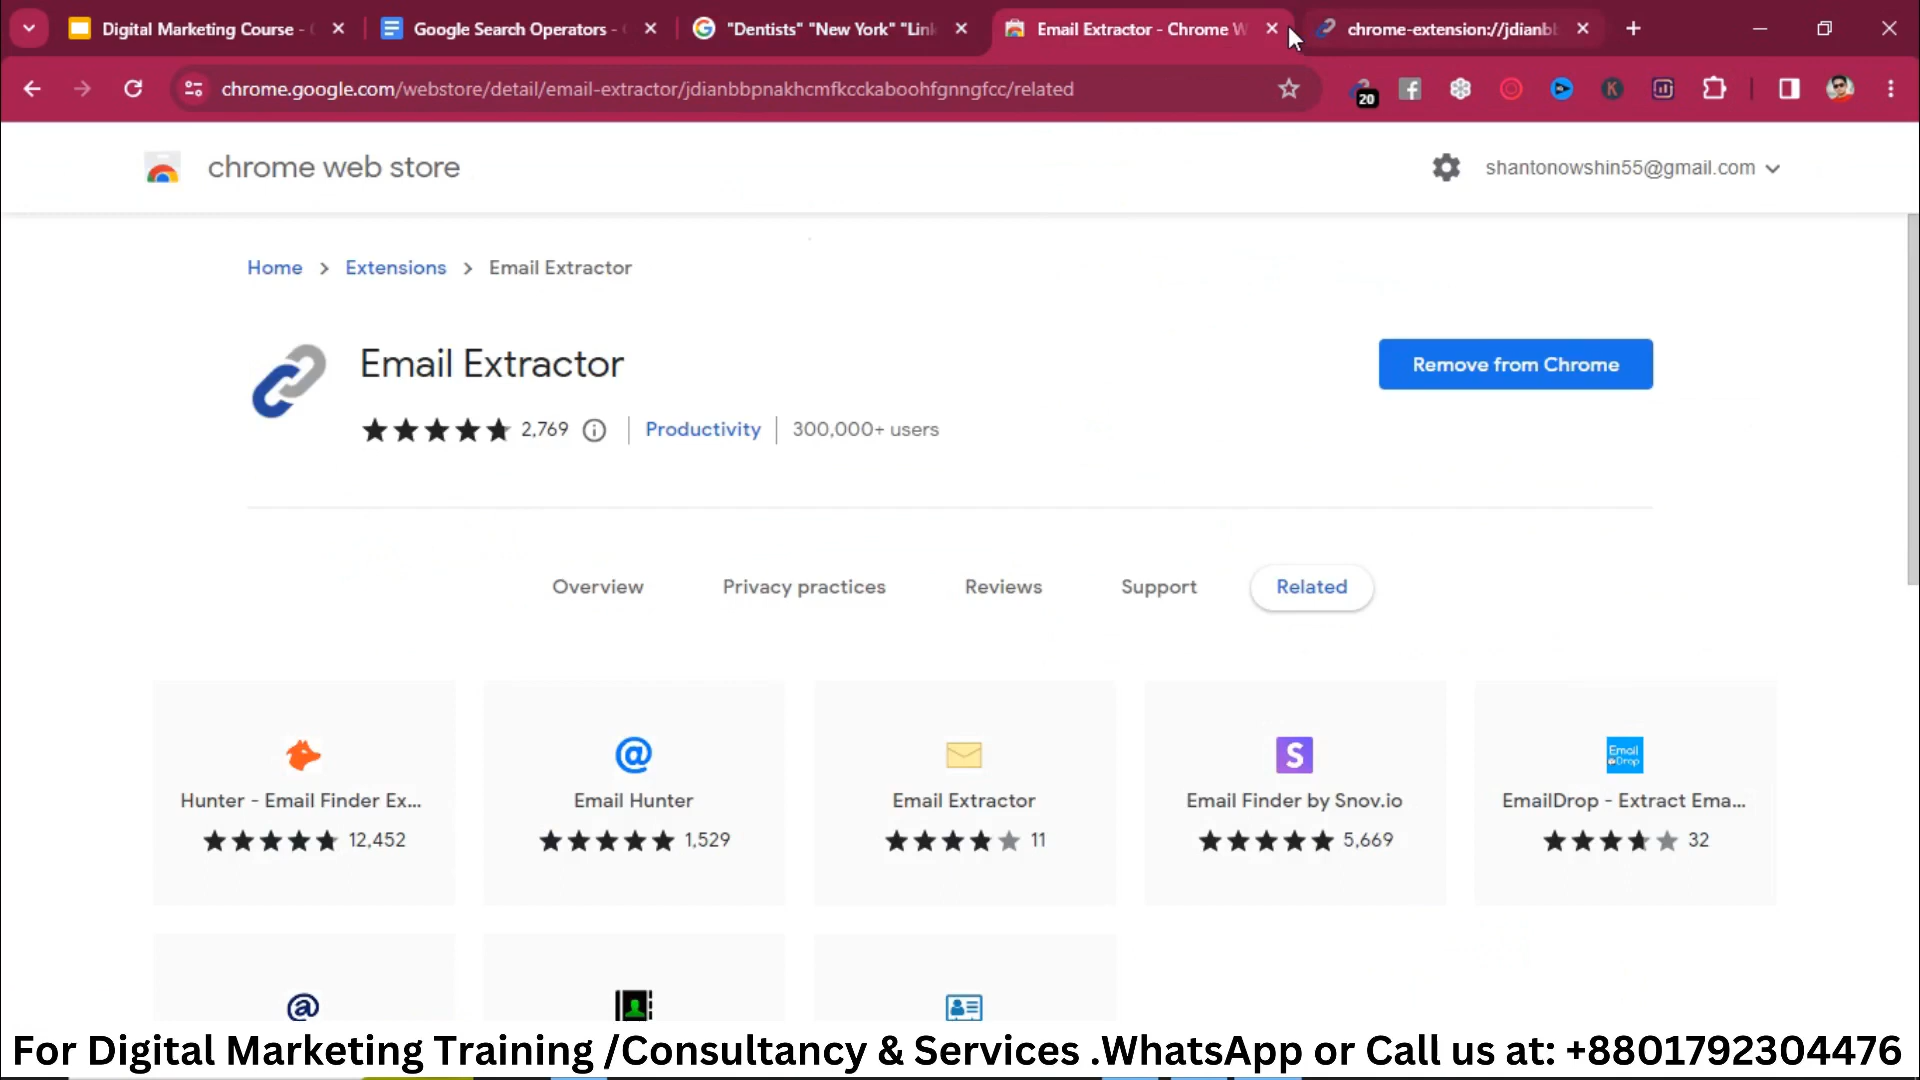 Digital Marketing Course -
Google Search Operators -
"Dentists" "New York" "Link
Email Extractor - Chrome W
chrome-extension://jdianbb
chrome.google.com/webstore/detail/email-extractor/jdianbbpnakhcmfkcckaboohfgnngfcc/related
20
chrome web store
shantonowshin55@gmail.com
Home > Extensions > Email Extractor
Email Extractor
Remove from Chrome
2,769 | Productivity | 300,000+ users
Overview Privacy practices Reviews Support Related
Hunter - Email Finder Ex...
12,452
Email Hunter
1,529
Email Extractor
11
S
Email Finder by Snov.io
5,669
Email
Drop
EmailDrop - Extract Ema...
32
For Digital Marketing Training /Consultancy & Services .WhatsApp or Call us at: +8801792304476